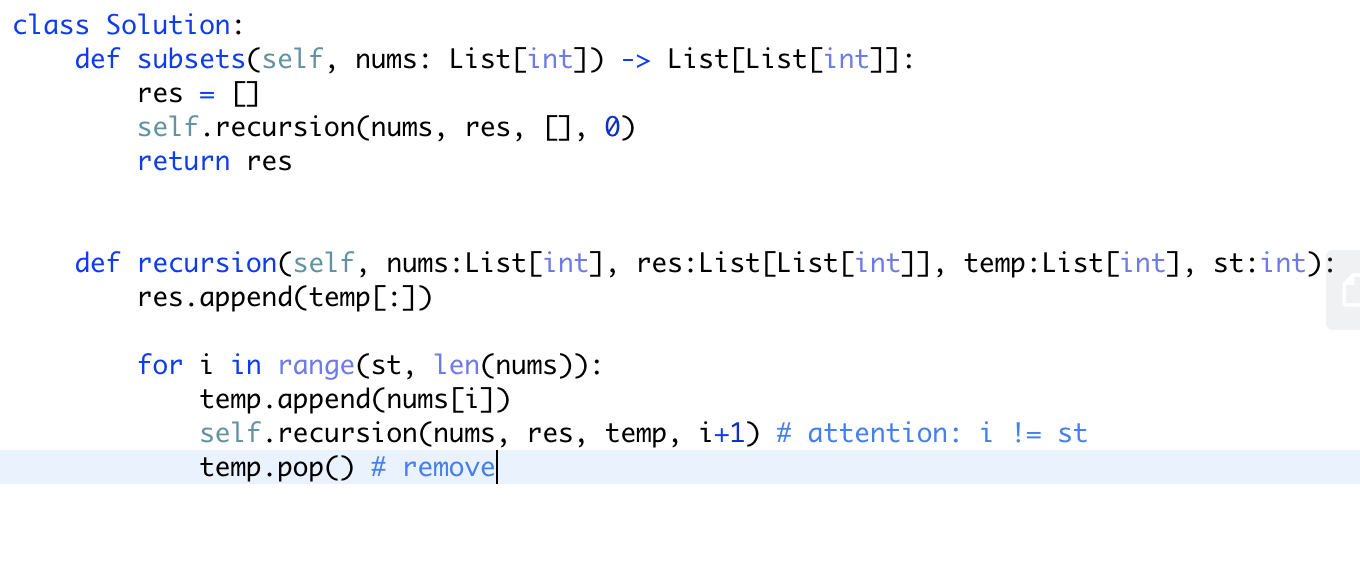 class Solution:
    def subsets(self, nums: List[int]) -> List[List[int]]:
        res = []
        self.recursion(nums, res, [], 0)
        return res
    def recursion(self, nums:List[int], res:List[List[int]], temp:List[int], st:int):
        res.append(temp[:])
        for i in range(st, len(nums)):
            temp.append(nums[i])
            self.recursion(nums, res, temp, i+1) # attention: i != st
            temp.pop() # remove